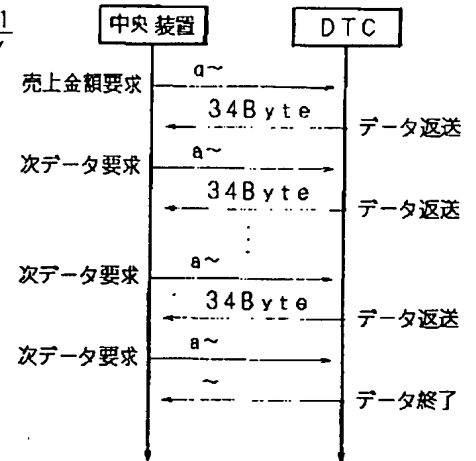 1
中央装置 DTC
売上金額要求 a~
34Byte データ返送
次データ要求 a~
34Byte データ返送
次データ要求 a~
34Byte データ返送
次データ要求 a~
~ データ終了